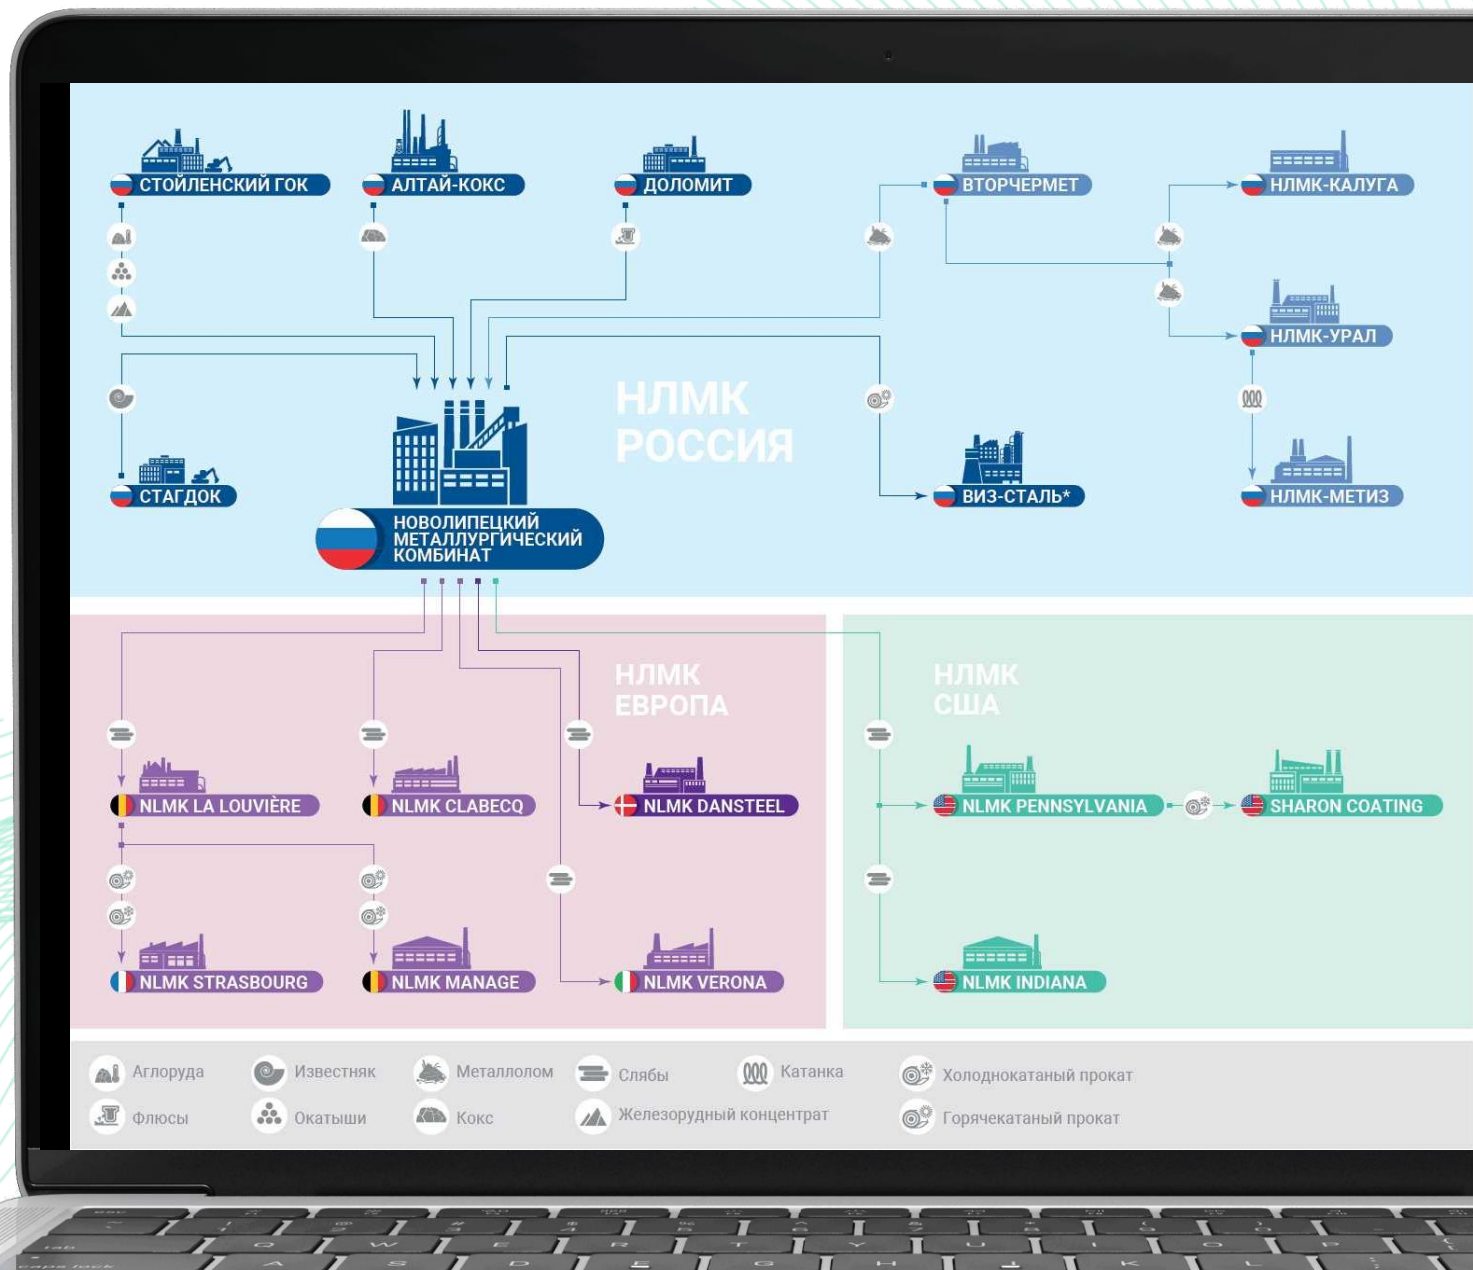 СТОЙЛЕНСКИЙ ГОК
АЛТАЙ-КОКС
ДОЛОМИТ
ВТОРЧЕРМЕТ
НЛМК-КАЛУГА
НЛМК-УРАЛ
НЛМК
РОССИЯ
СТАГДОК
ВИЗ-СТАЛЬ*
НЛМК-МЕТИЗ
НОВОЛИПЕЦКИЙ
МЕТАЛЛУРГИЧЕСКИЙ
КОМБИНАТ
НЛМК
ЕВРОПА
НЛМК
США
NLMK LA LOUVIÈRE
NLMK CLABECQ
NLMK DANSTEEL
NLMK PENNSYLVANIA
SHARON COATING
NLMK STRASBOURG
NLMK MANAGE
NLMK VERONA
NLMK INDIANA
Аглоруда
Известняк
Металлолом
Слябы
Катанка
Холоднокатаный прокат
Флюсы
Окатыши
Кокс
Железорудный концентрат
Горячекатаный прокат
tab
caps lock
Q W E R T Y U I O P
A S D F G H J K L